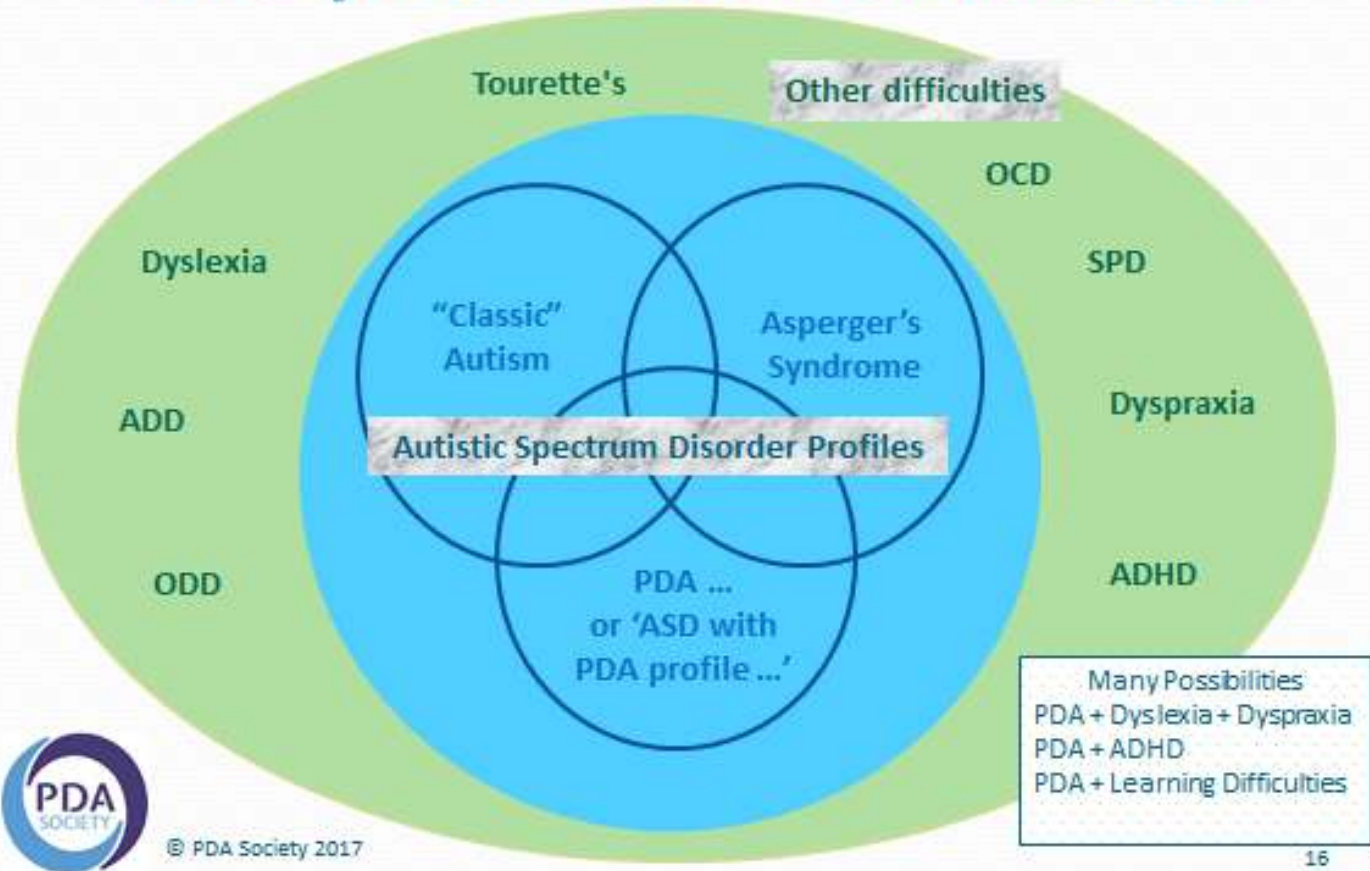 Tourette's
Other difficulties
OCD
Dyslexia
SPD
"Classic"
Autism
Asperger's
Syndrome
ADD
Dyspraxia
Autistic Spectrum Disorder Profiles
ODD
ADHD
PDA ...
or 'ASD with
PDA profile ...'
Many Possibilities
PDA + Dyslexia + Dyspraxia
PDA + ADHD
PDA + Learning Difficulties
PDA
SOCIETY
© PDA Society 2017
16